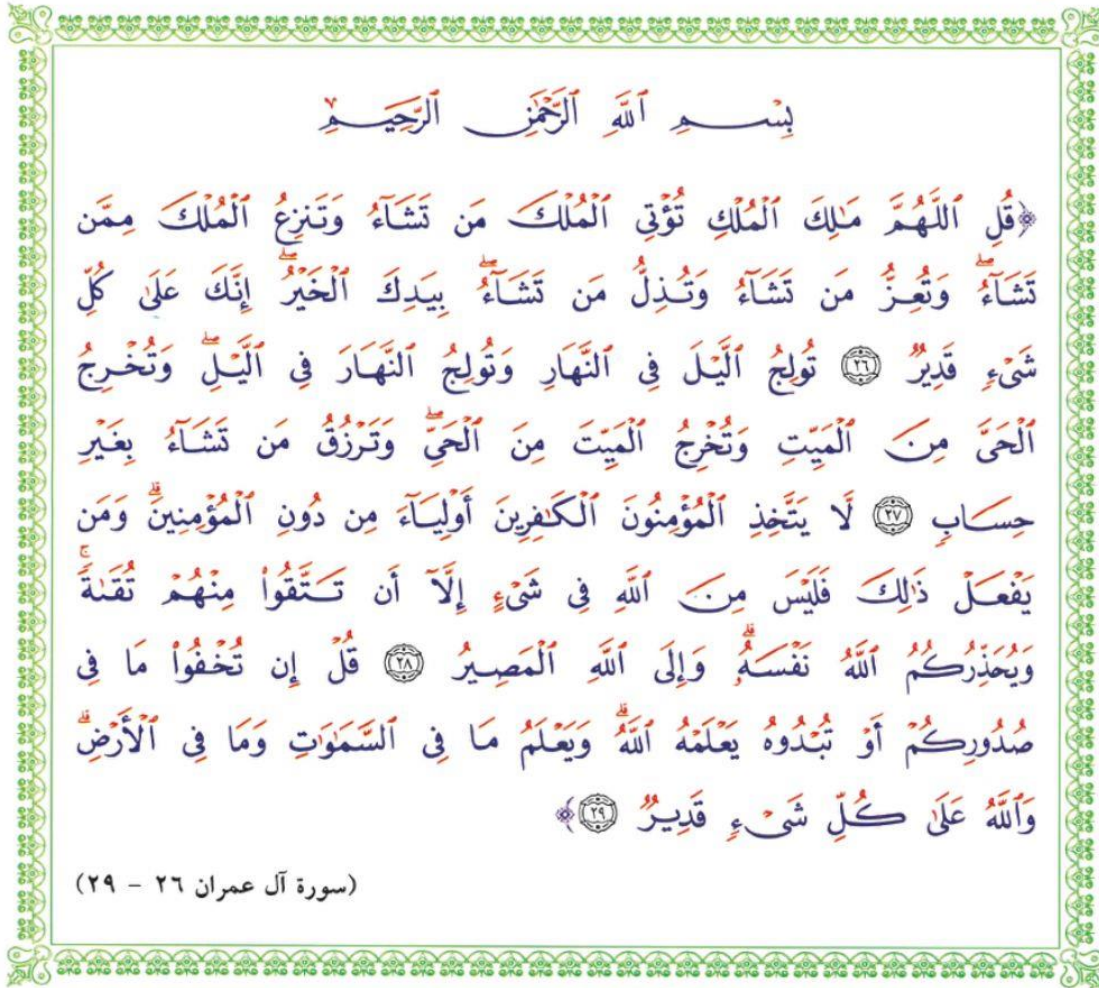 بِسْمِ ٱللَّهِ ٱلرَّحْمَٰنِ ٱلرَّحِيمِ
﴿قُلِ ٱللَّهُمَّ مَٰلِكَ ٱلْمُلْكِ تُؤْتِى ٱلْمُلْكَ مَن تَشَآءُ وَتَنزِعُ ٱلْمُلْكَ مِمَّن
تَشَآءُۖ وَتُعِزُّ مَن تَشَآءُ وَتُذِلُّ مَن تَشَآءُۖ بِيَدِكَ ٱلْخَيْرُۖ إِنَّكَ عَلَىٰ كُلِّ
شَىْءٍ قَدِيرٌ ٢٦ تُولِجُ ٱلَّيْلَ فِى ٱلنَّهَارِ وَتُولِجُ ٱلنَّهَارَ فِى ٱلَّيْلِۖ وَتُخْرِجُ
ٱلْحَىَّ مِنَ ٱلْمَيِّتِ وَتُخْرِجُ ٱلْمَيِّتَ مِنَ ٱلْحَىِّۖ وَتَرْزُقُ مَن تَشَآءُ بِغَيْرِ
حِسَابٍ ٢٧ لَّا يَتَّخِذِ ٱلْمُؤْمِنُونَ ٱلْكَٰفِرِينَ أَوْلِيَآءَ مِن دُونِ ٱلْمُؤْمِنِينَۖ وَمَن
يَفْعَلْ ذَٰلِكَ فَلَيْسَ مِنَ ٱللَّهِ فِى شَىْءٍ إِلَّآ أَن تَتَّقُوا۟ مِنْهُمْ تُقَىٰةًۗ
وَيُحَذِّرُكُمُ ٱللَّهُ نَفْسَهُۥۗ وَإِلَى ٱللَّهِ ٱلْمَصِيرُ ٢٨ قُلْ إِن تُخْفُوا۟ مَا فِى
صُدُورِكُمْ أَوْ تُبْدُوهُ يَعْلَمْهُ ٱللَّهُۗ وَيَعْلَمُ مَا فِى ٱلسَّمَٰوَٰتِ وَمَا فِى ٱلْأَرْضِۗ
وَٱللَّهُ عَلَىٰ كُلِّ شَىْءٍ قَدِيرٌ ٢٩﴾
(سورة آل عمران ٢٦ - ٢٩)